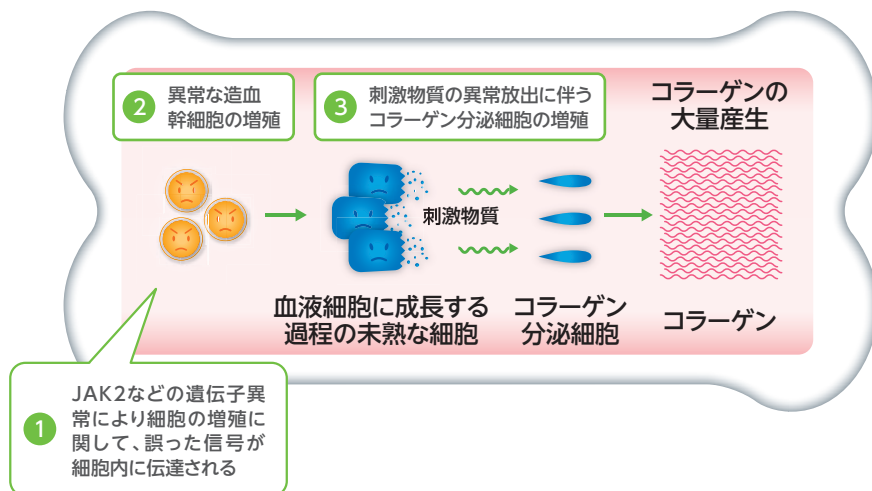 2
異常な造血
幹細胞の増殖
3
刺激物質の異常放出に伴う
コラーゲン分泌細胞の増殖
コラーゲンの
大量産生
刺激物質
血液細胞に成長する
過程の未熟な細胞
コラーゲン
分泌細胞
コラーゲン
1
JAK2などの遺伝子異
常により細胞の増殖に
関して、誤った信号が
細胞内に伝達される